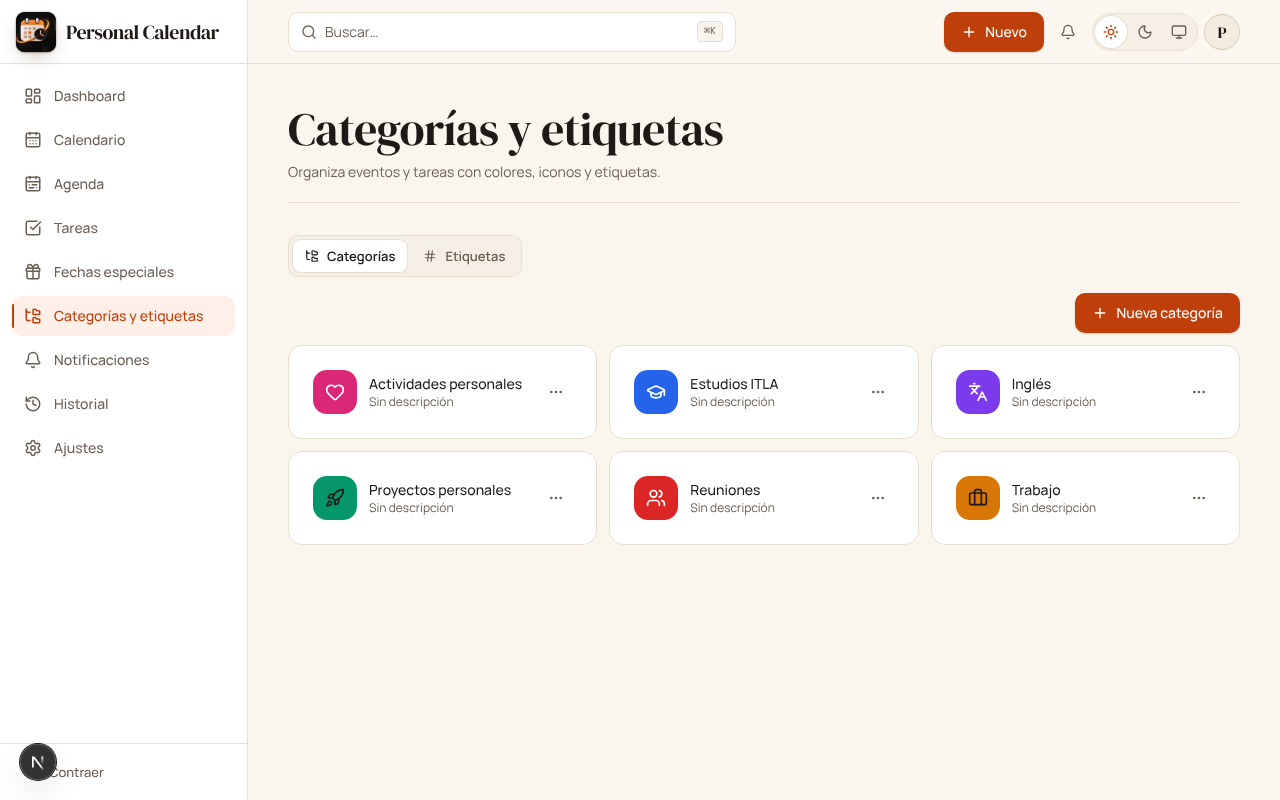 Personal Calendar
Buscar...
⌘K
Nuevo
P
Dashboard
Calendario
Agenda
Tareas
Fechas especiales
Categorías y etiquetas
Notificaciones
Historial
Ajustes
N
Contraer
Categorías y etiquetas
Organiza eventos y tareas con colores, iconos y etiquetas.
Categorías
Etiquetas
Nueva categoría
Actividades personales
Sin descripción
Estudios ITLA
Sin descripción
Inglés
Sin descripción
Proyectos personales
Sin descripción
Reuniones
Sin descripción
Trabajo
Sin descripción